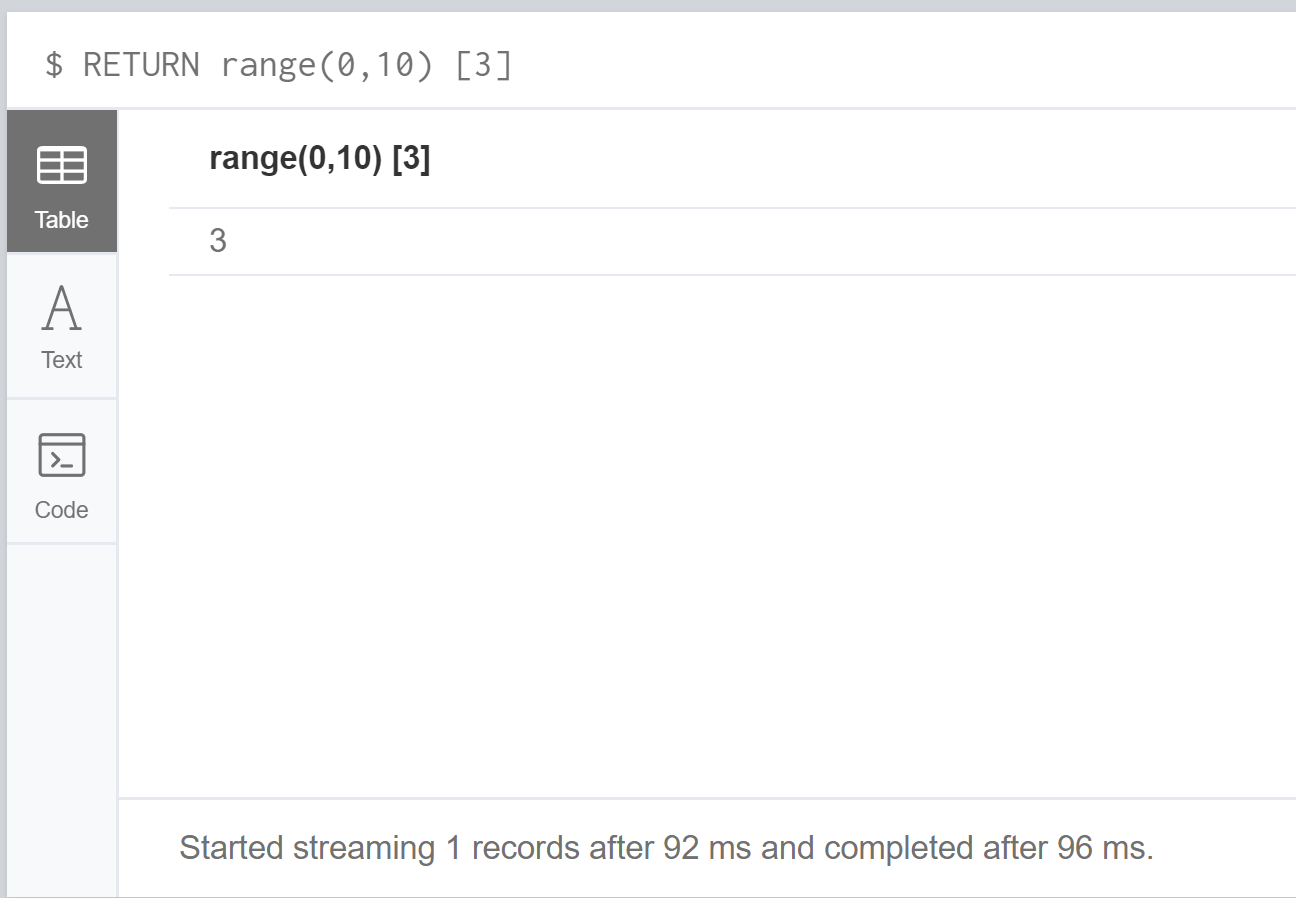 $ RETURN range(0,10) [3]
range(0,10) [3]
Table
3
Text
Code
Started streaming 1 records after 92 ms and completed after 96 ms.